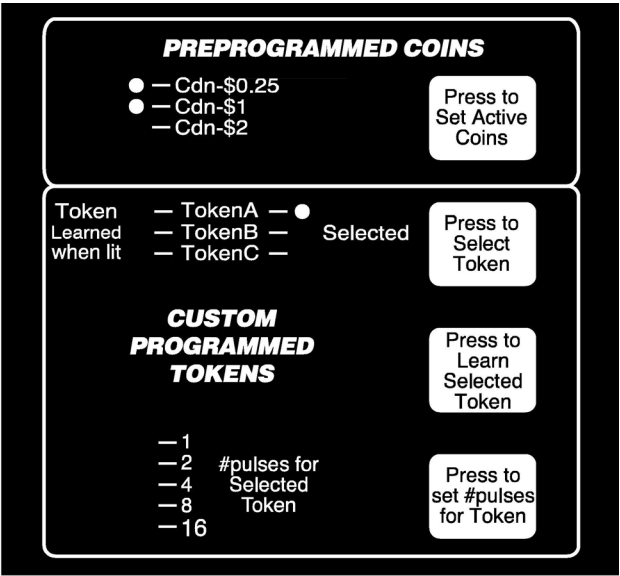 PREPROGRAMMED COINS
Cdn-$0.25
Cdn-$1
Cdn-$2
Press to
Set Active
Coins
Token
Learned
when lit
TokenA
TokenB
TokenC
Selected
Press to
Select
Token
CUSTOM
PROGRAMMED
TOKENS
Press to
Learn
Selected
Token
1
2
4
8
16
#pulses for
Selected
Token
Press to
set #pulses
for Token